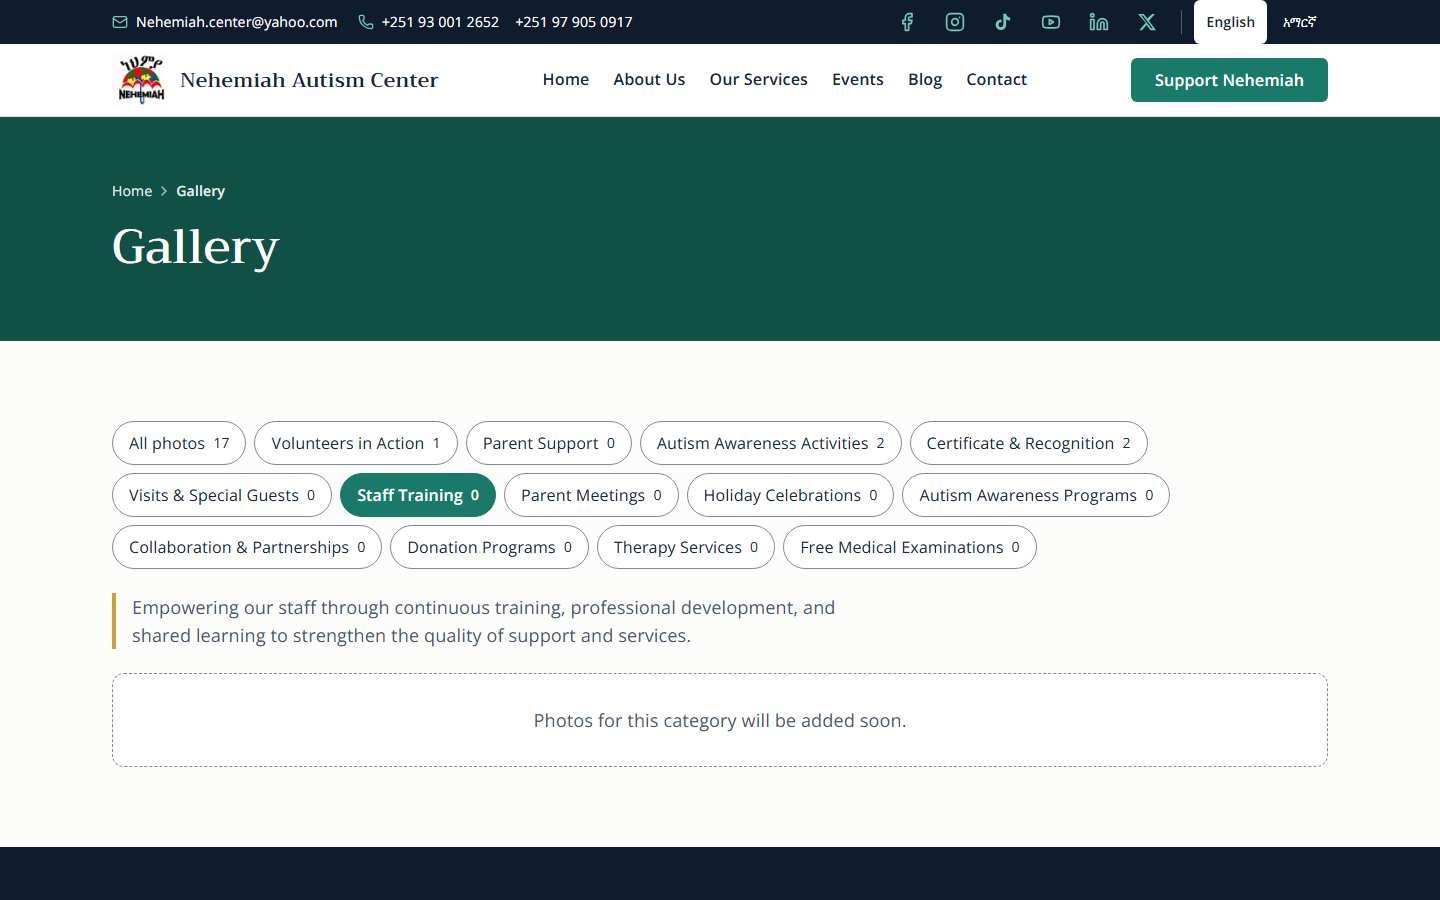 Nehemiah.center@yahoo.com +251 93 001 2652 +251 97 905 0917 English አማርኛ
ነህምያ
NEHEMIAH
Nehemiah Autism Center Home About Us Our Services Events Blog Contact Support Nehemiah
Home > Gallery
Gallery
All photos 17 Volunteers in Action 1 Parent Support 0 Autism Awareness Activities 2 Certificate & Recognition 2
Visits & Special Guests 0 Staff Training 0 Parent Meetings 0 Holiday Celebrations 0 Autism Awareness Programs 0
Collaboration & Partnerships 0 Donation Programs 0 Therapy Services 0 Free Medical Examinations 0
Empowering our staff through continuous training, professional development, and
shared learning to strengthen the quality of support and services.
Photos for this category will be added soon.